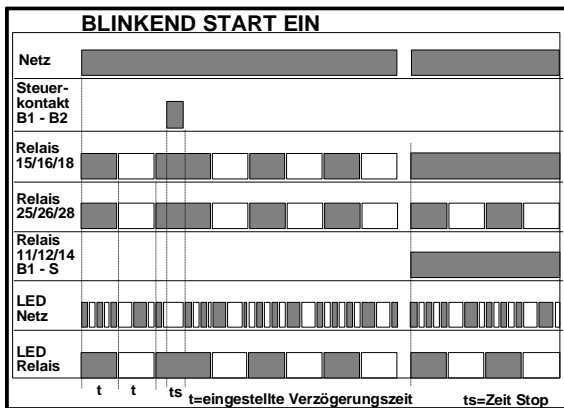 BLINKEND START EIN
Netz
Steuer-
kontakt
B1 - B2
Relais
15/16/18
Relais
25/26/28
Relais
11/12/14
B1 - S
LED
Netz
LED
Relais
t t ts t=eingestellte Verzögerungszeit ts=Zeit Stop